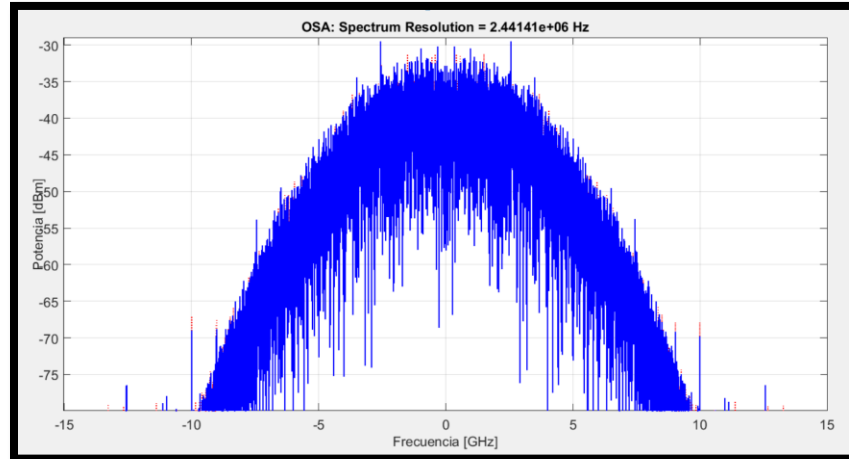 OSA: Spectrum Resolution = 2.44141e+06 Hz
-30
-35
-40
-45
-50
-55
-60
-65
-70
-75
Potencia [dBm]
-15 -10 -5 0 5 10 15
Frecuencia [GHz]